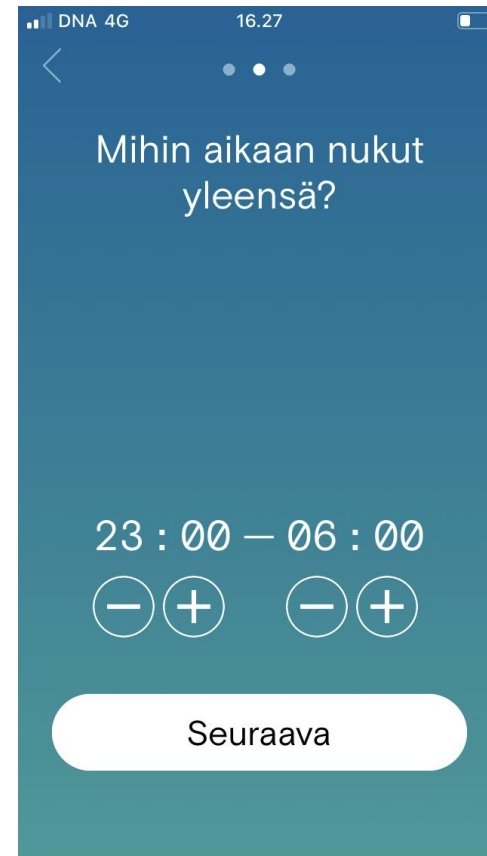 DNA 4G 16.27
Mihin aikaan nukut
yleensä?
23 : 00 — 06 : 00
Seuraava